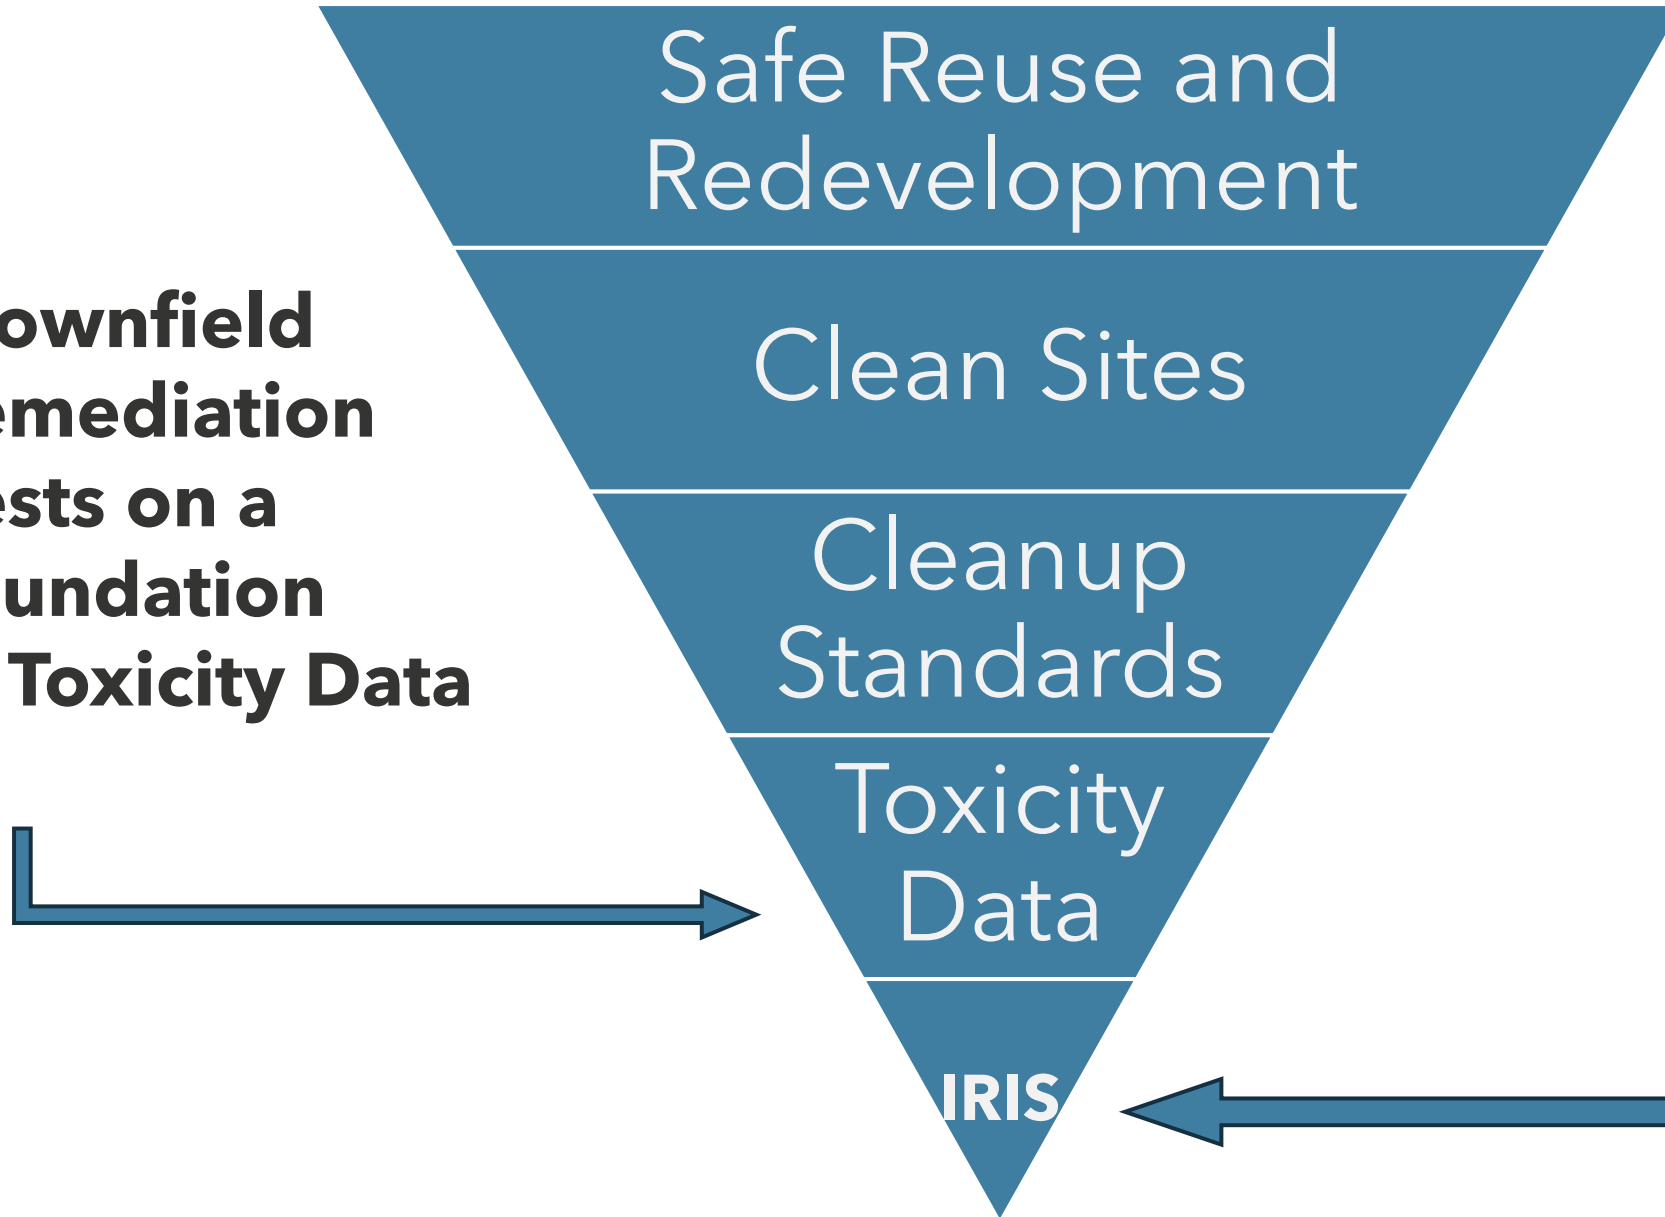 Safe Reuse and
Redevelopment
Clean Sites
Cleanup
Standards
Toxicity
Data
IRIS
ownfield
emediation
ests on a
undation
Toxicity Data